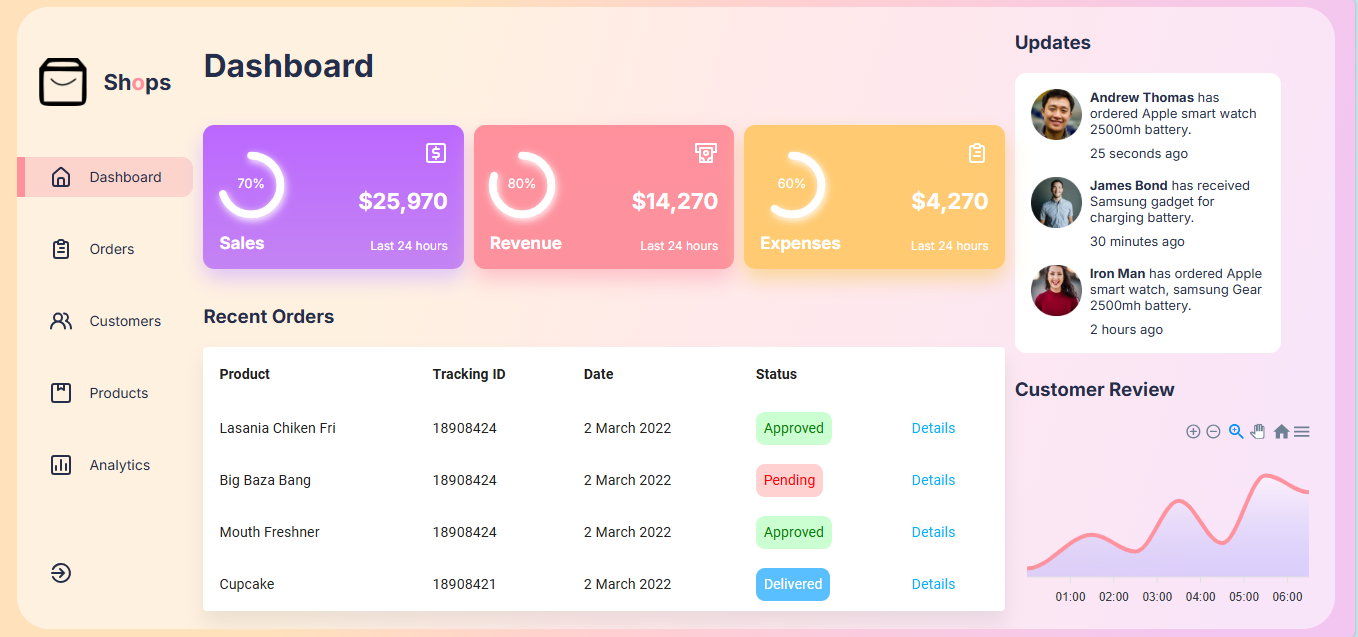 Shops
Dashboard
Orders
Customers
Products
Analytics
Dashboard
70%
$25,970
Sales
Last 24 hours
80%
$14,270
Revenue
Last 24 hours
60%
$4,270
Expenses
Last 24 hours
Recent Orders
Product Tracking ID Date Status
Lasania Chiken Fri 18908424 2 March 2022 Approved Details
Big Baza Bang 18908424 2 March 2022 Pending Details
Mouth Freshner 18908424 2 March 2022 Approved Details
Cupcake 18908421 2 March 2022 Delivered Details
Updates
Andrew Thomas has
ordered Apple smart watch
2500mh battery.
25 seconds ago
James Bond has received
Samsung gadget for
charging battery.
30 minutes ago
Iron Man has ordered Apple
smart watch, samsung Gear
2500mh battery.
2 hours ago
Customer Review
01:00 02:00 03:00 04:00 05:00 06:00